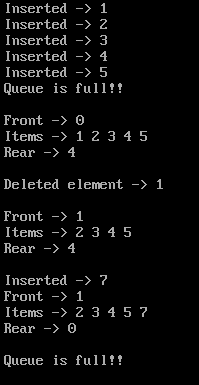 Inserted -> 1
Inserted -> 2
Inserted -> 3
Inserted -> 4
Inserted -> 5
Queue is full!!
Front -> 0
Items -> 1 2 3 4 5
Rear -> 4
Deleted element -> 1
Front -> 1
Items -> 2 3 4 5
Rear -> 4
Inserted -> 7
Front -> 1
Items -> 2 3 4 5 7
Rear -> 0
Queue is full!!